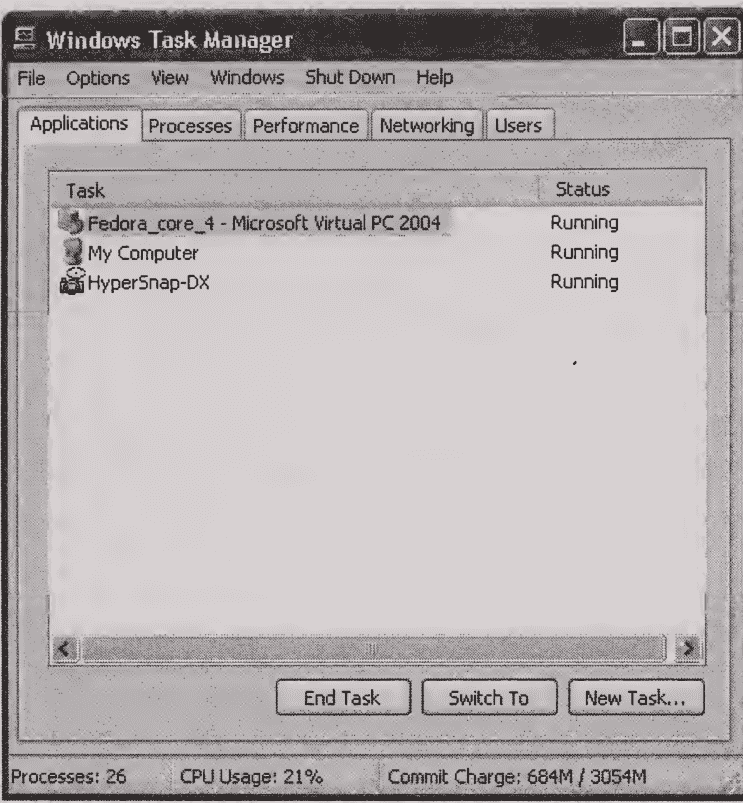 Windows Task Manager
File Options View Windows Shut Down Help
Applications Processes Performance Networking Users
Task Status
Fedora_core_4 - Microsoft Virtual PC 2004 Running
My Computer Running
HyperSnap-DX Running
End Task Switch To New Task...
Processes: 26 CPU Usage: 21% Commit Charge: 684M / 3054M